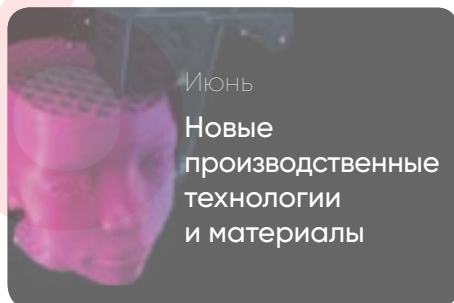 Июнь
Новые
производственные
технологии
и материалы